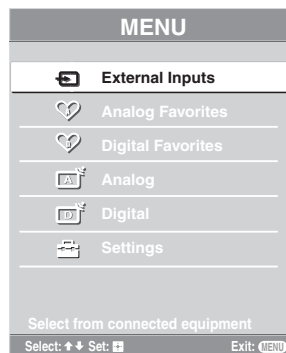 MENU
External Inputs
Analog Favorites
Digital Favorites
A Analog
D Digital
Settings
Select from connected equipment
Select: Set: Exit: MENU